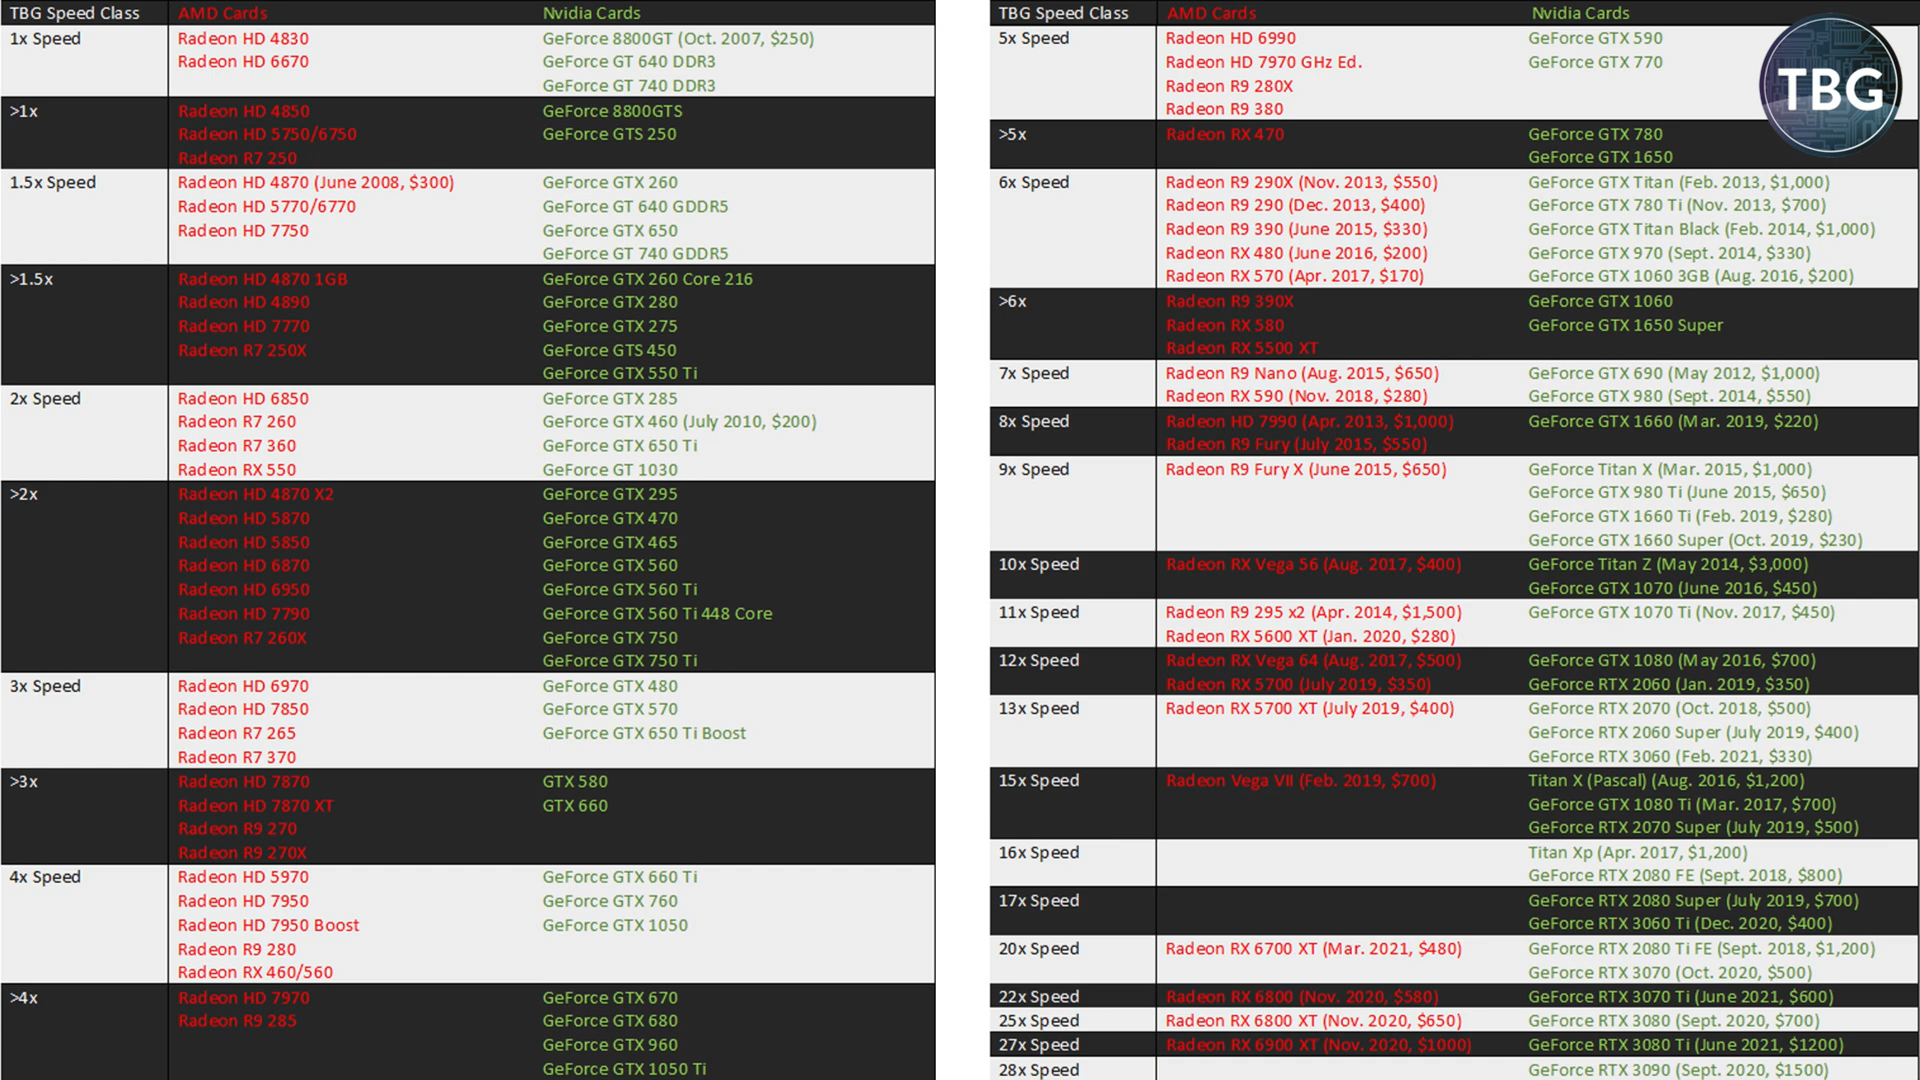 TBG Speed Class AMD Cards Nvidia Cards
1x Speed Radeon HD 4830 GeForce 8800GT (Oct. 2007, $250)
Radeon HD 6670 GeForce GT 640 DDR3
GeForce GT 740 DDR3
>1x Radeon HD 4850 GeForce 8800GTS
Radeon HD 5750/6750 GeForce GTS 250
Radeon R7 250
1.5x Speed Radeon HD 4870 (June 2008, $300) GeForce GTX 260
Radeon HD 5770/6770 GeForce GT 640 GDDR5
Radeon HD 7750 GeForce GTX 650
GeForce GT 740 GDDR5
>1.5x Radeon HD 4870 1GB GeForce GTX 260 Core 216
Radeon HD 4890 GeForce GTX 280
Radeon HD 7770 GeForce GTX 275
Radeon R7 250X GeForce GTS 450
GeForce GTX 550 Ti
2x Speed Radeon HD 6850 GeForce GTX 285
Radeon R7 260 GeForce GTX 460 (July 2010, $200)
Radeon R7 360 GeForce GTX 650 Ti
Radeon RX 550 GeForce GT 1030
>2x Radeon HD 4870 X2 GeForce GTX 295
Radeon HD 5870 GeForce GTX 470
Radeon HD 5850 GeForce GTX 465
Radeon HD 6870 GeForce GTX 560
Radeon HD 6950 GeForce GTX 560 Ti
Radeon HD 7790 GeForce GTX 560 Ti 448 Core
Radeon R7 260X GeForce GTX 750
GeForce GTX 750 Ti
3x Speed Radeon HD 6970 GeForce GTX 480
Radeon HD 7850 GeForce GTX 570
Radeon R7 265 GeForce GTX 650 Ti Boost
Radeon R7 370
>3x Radeon HD 7870 GTX 580
Radeon HD 7870 XT GTX 660
Radeon R9 270
Radeon R9 270X
4x Speed Radeon HD 5970 GeForce GTX 660 Ti
Radeon HD 7950 GeForce GTX 760
Radeon HD 7950 Boost GeForce GTX 1050
Radeon R9 280
Radeon RX 460/560
>4x Radeon HD 7970 GeForce GTX 670
Radeon R9 285 GeForce GTX 680
GeForce GTX 960
GeForce GTX 1050 Ti
TBG Speed Class AMD Cards Nvidia Cards
5x Speed Radeon HD 6990 GeForce GTX 590
Radeon HD 7970 GHz Ed. GeForce GTX 770
Radeon R9 280X
TBG
Radeon R9 380
>5x Radeon RX 470 GeForce GTX 780
GeForce GTX 1650
6x Speed Radeon R9 290X (Nov. 2013, $550) GeForce GTX Titan (Feb. 2013, $1,000)
Radeon R9 290 (Dec. 2013, $400) GeForce GTX 780 Ti (Nov. 2013, $700)
Radeon R9 390 (June 2015, $330) GeForce GTX Titan Black (Feb. 2014, $1,000)
Radeon RX 480 (June 2016, $200) GeForce GTX 970 (Sept. 2014, $330)
Radeon RX 570 (Apr. 2017, $170) GeForce GTX 1060 3GB (Aug. 2016, $200)
>6x Radeon R9 390X GeForce GTX 1060
Radeon RX 580 GeForce GTX 1650 Super
Radeon RX 5500 XT
7x Speed Radeon R9 Nano (Aug. 2015, $650) GeForce GTX 690 (May 2012, $1,000)
Radeon RX 590 (Nov. 2018, $280) GeForce GTX 980 (Sept. 2014, $550)
8x Speed Radeon HD 7990 (Apr. 2013, $1,000) GeForce GTX 1660 (Mar. 2019, $220)
Radeon R9 Fury (July 2015, $550)
9x Speed Radeon R9 Fury X (June 2015, $650) GeForce Titan X (Mar. 2015, $1,000)
GeForce GTX 980 Ti (June 2015, $650)
GeForce GTX 1660 Ti (Feb. 2019, $280)
GeForce GTX 1660 Super (Oct. 2019, $230)
10x Speed Radeon RX Vega 56 (Aug. 2017, $400) GeForce Titan Z (May 2014, $3,000)
GeForce GTX 1070 (June 2016, $450)
11x Speed Radeon R9 295 x2 (Apr. 2014, $1,500) GeForce GTX 1070 Ti (Nov. 2017, $450)
Radeon RX 5600 XT (Jan. 2020, $280)
12x Speed Radeon RX Vega 64 (Aug. 2017, $500) GeForce GTX 1080 (May 2016, $700)
Radeon RX 5700 (July 2019, $350) GeForce RTX 2060 (Jan. 2019, $350)
13x Speed Radeon RX 5700 XT (July 2019, $400) GeForce RTX 2070 (Oct. 2018, $500)
GeForce RTX 2060 Super (July 2019, $400)
GeForce RTX 3060 (Feb. 2021, $330)
15x Speed Radeon Vega VII (Feb. 2019, $700) Titan X (Pascal) (Aug. 2016, $1,200)
GeForce GTX 1080 Ti (Mar. 2017, $700)
GeForce RTX 2070 Super (July 2019, $500)
16x Speed Titan Xp (Apr. 2017, $1,200)
GeForce RTX 2080 FE (Sept. 2018, $800)
17x Speed GeForce RTX 2080 Super (July 2019, $700)
GeForce RTX 3060 Ti (Dec. 2020, $400)
20x Speed Radeon RX 6700 XT (Mar. 2021, $480) GeForce RTX 2080 Ti FE (Sept. 2018, $1,200)
GeForce RTX 3070 (Oct. 2020, $500)
22x Speed Radeon RX 6800 (Nov. 2020, $580) GeForce RTX 3070 Ti (June 2021, $600)
25x Speed Radeon RX 6800 XT (Nov. 2020, $650) GeForce RTX 3080 (Sept. 2020, $700)
27x Speed Radeon RX 6900 XT (Nov. 2020, $1000) GeForce RTX 3080 Ti (June 2021, $1200)
28x Speed GeForce RTX 3090 (Sept. 2020, $1500)